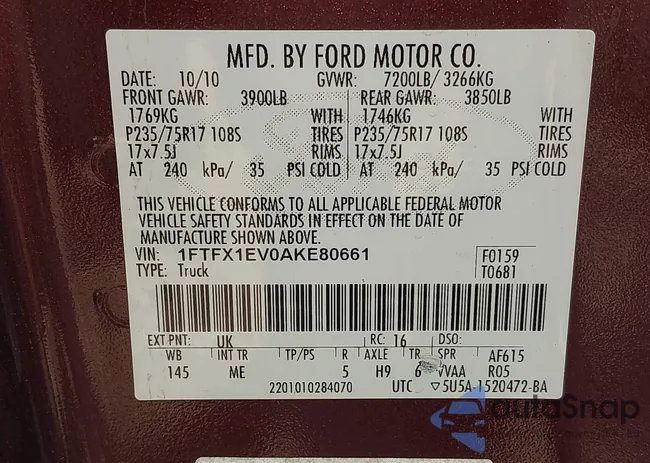 MFD. BY FORD MOTOR CO.
DATE: 10/10 GVWR: 7200LB/ 3266KG
FRONT GAWR: 3900LB REAR GAWR: 3850LB
1769KG WITH 1746KG WITH
P235/75R17 108S TIRES P235/75R17 108S TIRES
17x7.5J RIMS 17x7.5J RIMS
AT 240 kPa/ 35 PSI COLD AT 240 kPa/ 35 PSI COLD
THIS VEHICLE CONFORMS TO ALL APPLICABLE FEDERAL MOTOR
VEHICLE SAFETY STANDARDS IN EFFECT ON THE DATE OF
MANUFACTURE SHOWN ABOVE.
VIN: 1FTFX1EV0AKE80661 F0159
TYPE: Truck T0681
EXT PNT: UK RC: 16 DSO:
WB INT TR TP/PS R AXLE TR SPR AF615
145 ME 5 H9 6 VVAA R05
2201010284070 UTC ▽5U5A-1520472-BA
autoSnap